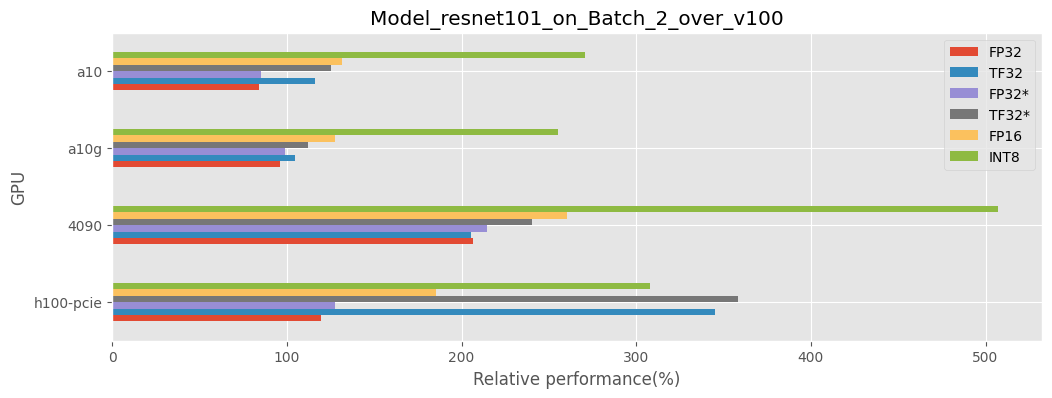 Model_resnet101_on_Batch_2_over_v100
GPU
a10
a10g
4090
h100-pcie
FP32
TF32
FP32*
TF32*
FP16
INT8
0 100 200 300 400 500
Relative performance(%)